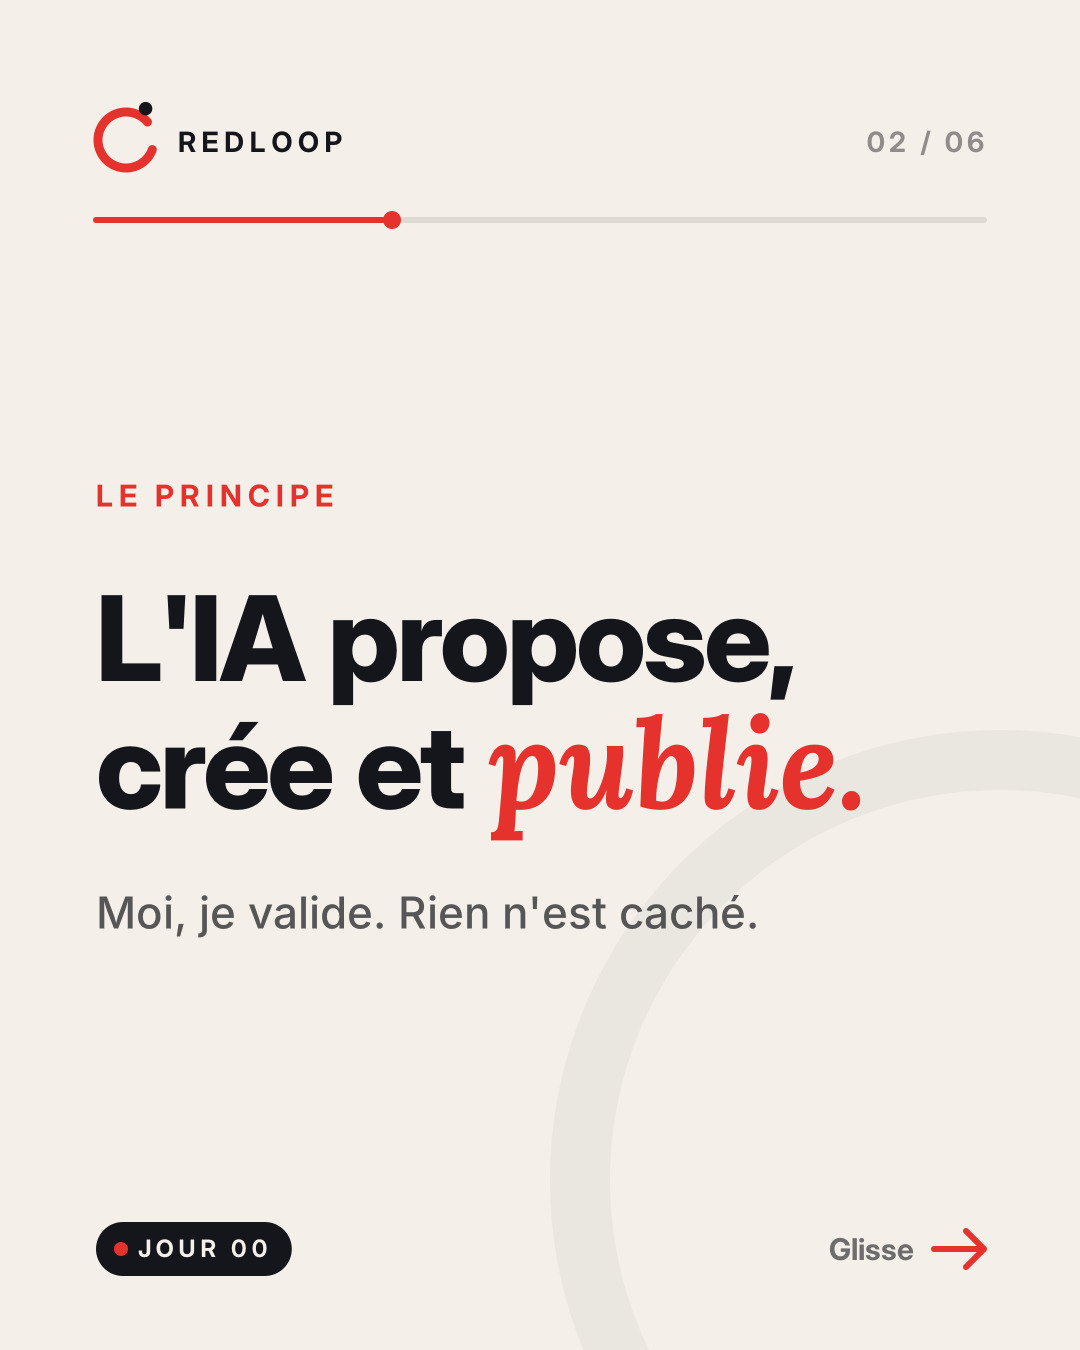 REDLOOP
02 / 06
LE PRINCIPE
L'IA propose,
crée et publie.
Moi, je valide. Rien n'est caché.
JOUR 00
Glisse